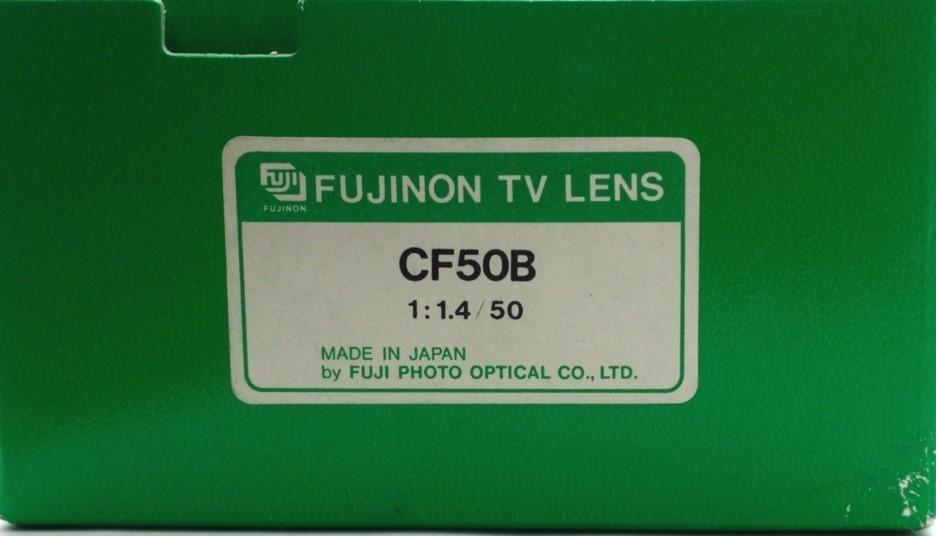 FUJI
FUJINON
FUJINON TV LENS
CF50B
1:1.4/50
MADE IN JAPAN
by FUJI PHOTO OPTICAL CO., LTD.